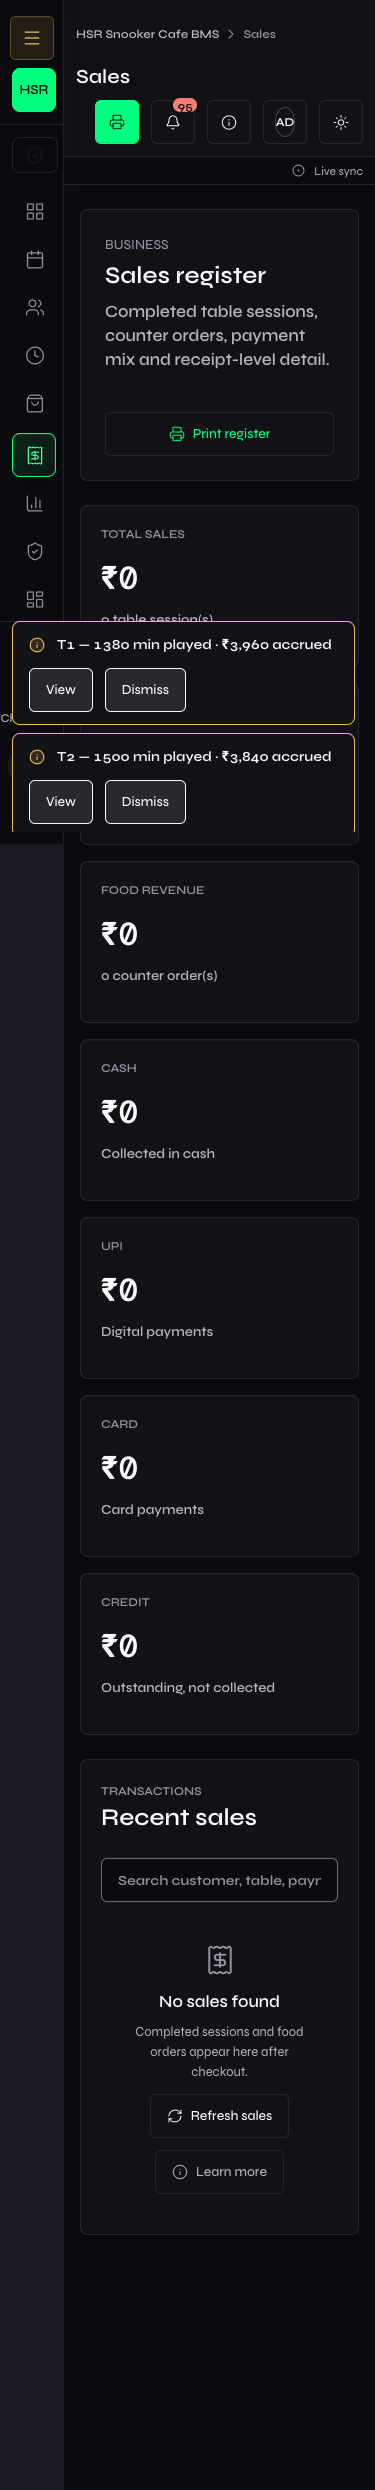 HSR Snooker Cafe BMS > Sales
HSR
Sales
95
AD
Live sync
BUSINESS
Sales register
Completed table sessions,
counter orders, payment
mix and receipt-level detail.
Print register
TOTAL SALES
₹0
0 table session(s)
T1 — 1380 min played · ₹3,960 accrued
View
Dismiss
T2 — 1500 min played · ₹3,840 accrued
View
Dismiss
FOOD REVENUE
₹0
0 counter order(s)
CASH
₹0
Collected in cash
UPI
₹0
Digital payments
CARD
₹0
Card payments
CREDIT
₹0
Outstanding, not collected
TRANSACTIONS
Recent sales
Search customer, table, payr
No sales found
Completed sessions and food
orders appear here after
checkout.
Refresh sales
Learn more